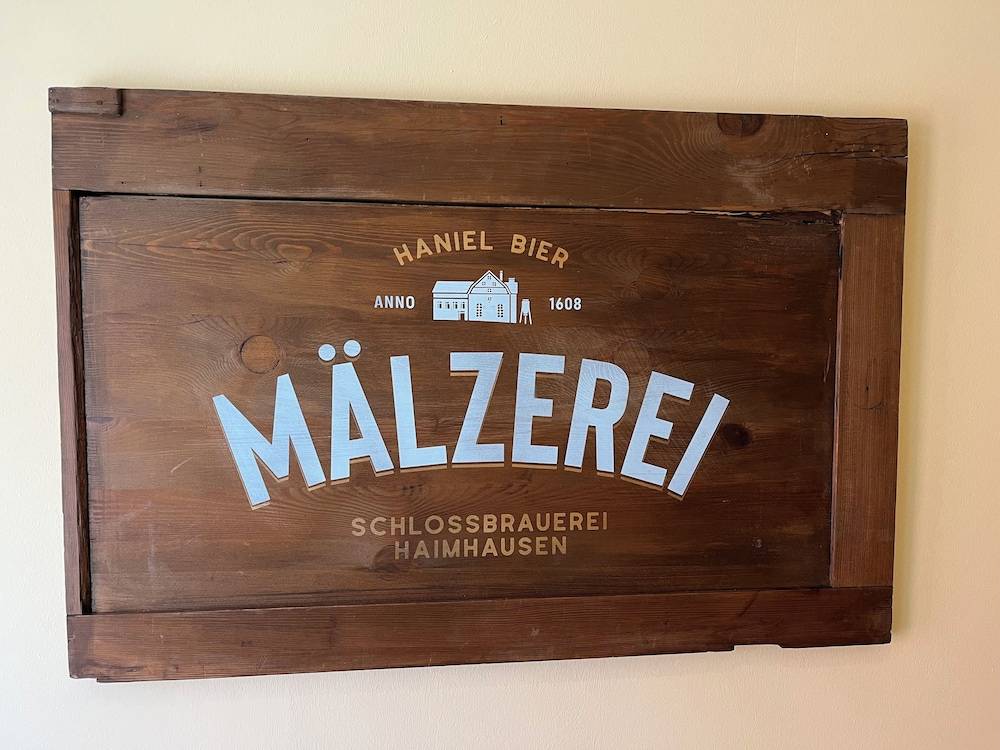 HANIEL BIER
ANNO 1608
MÄLZEREI
SCHLOSSBRAUEREI
HAIMHAUSEN